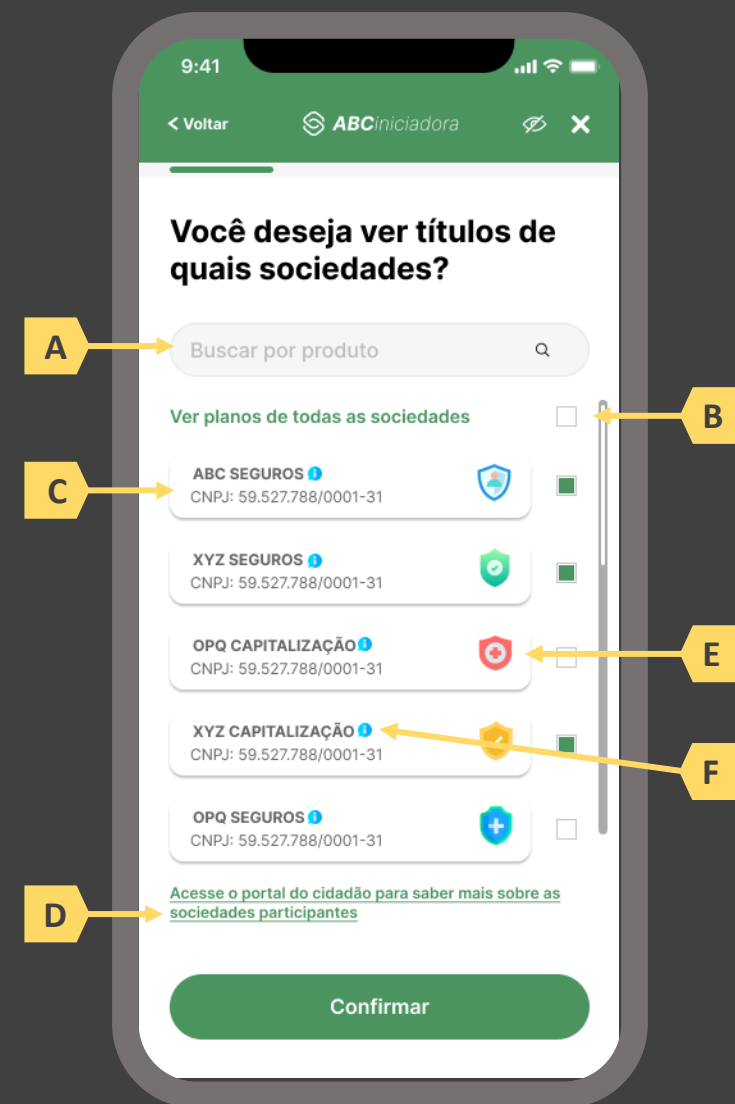 9:41
Voltar
ABCiniciadora
Você deseja ver títulos de
quais sociedades?
A
Buscar por produto
Ver planos de todas as sociedades
B
C
ABC SEGUROS
CNPJ: 59.527.788/0001-31
XYZ SEGUROS
CNPJ: 59.527.788/0001-31
OPQ CAPITALIZAÇÃO
CNPJ: 59.527.788/0001-31
E
XYZ CAPITALIZAÇÃO
CNPJ: 59.527.788/0001-31
F
OPQ SEGUROS
CNPJ: 59.527.788/0001-31
D
Acesse o portal do cidadão para saber mais sobre as
sociedades participantes
Confirmar